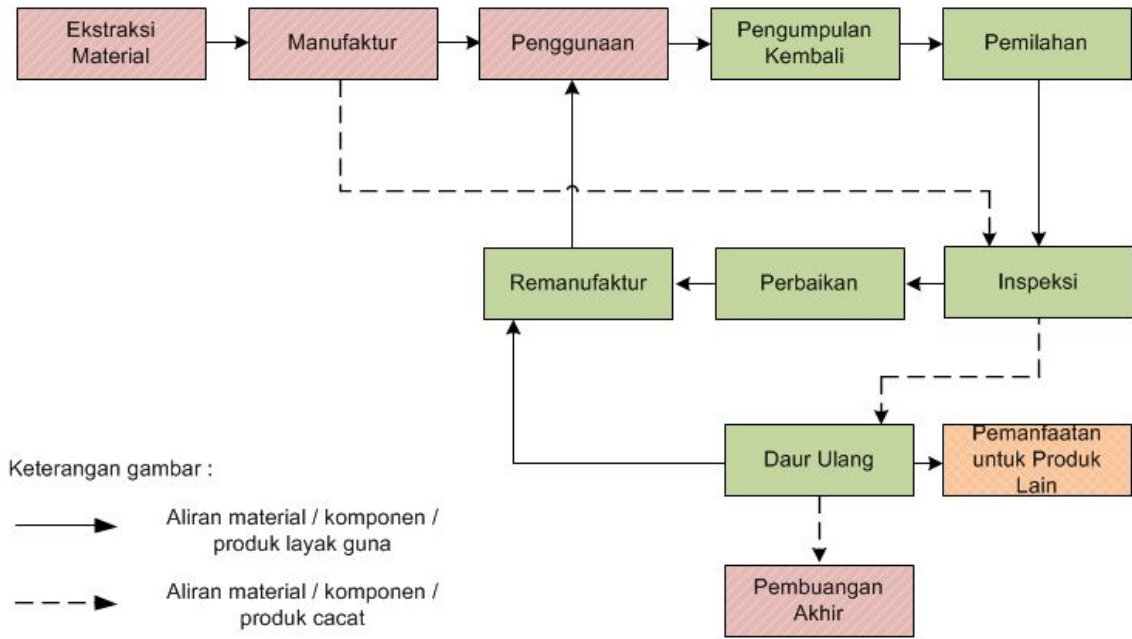 Ekstraksi
Material
Manufaktur
Penggunaan
Pengumpulan
Kembali
Pemilahan
Remanufaktur
Perbaikan
Inspeksi
Daur Ulang
Pemanfaatan
untuk Produk
Lain
Pembuangan
Akhir
Keterangan gambar :
Aliran material / komponen /
produk layak guna
Aliran material / komponen /
produk cacat